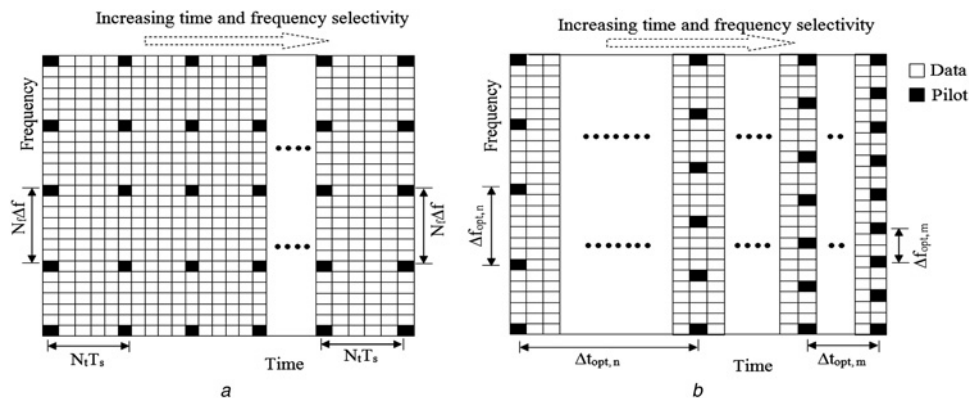 Increasing time and frequency selectivity
Frequency
NfΔf
NfΔf
NtTs
Time
NtTs
a
Increasing time and frequency selectivity
Frequency
Δfopt,n
Δfopt,m
Δtopt,n
Time
Δtopt,m
b
Data
Pilot